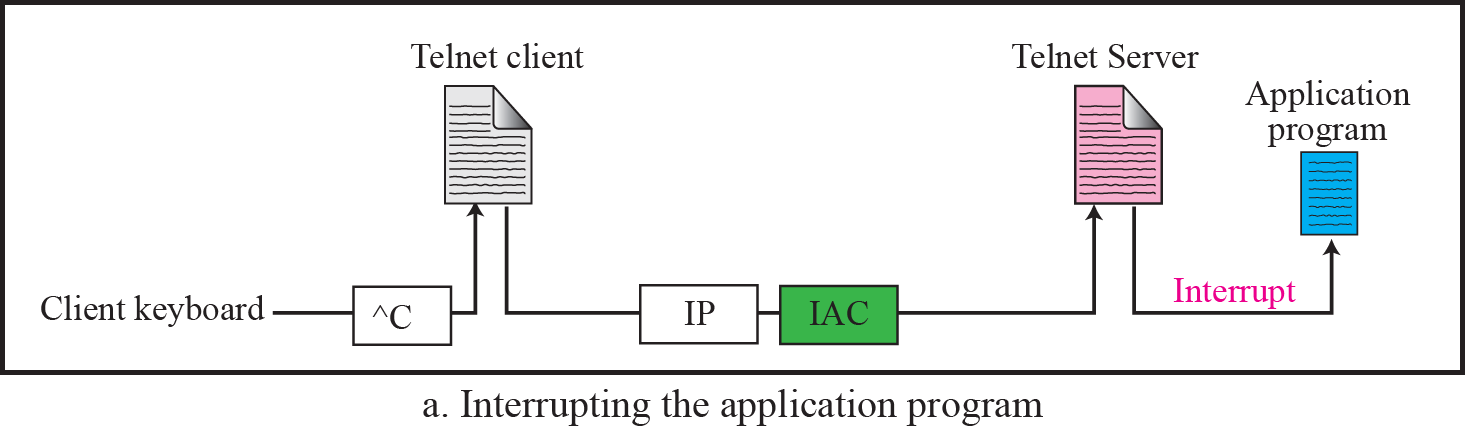 Telnet client
Telnet Server
Application
program
Client keyboard
^C
IP
IAC
Interrupt
a. Interrupting the application program